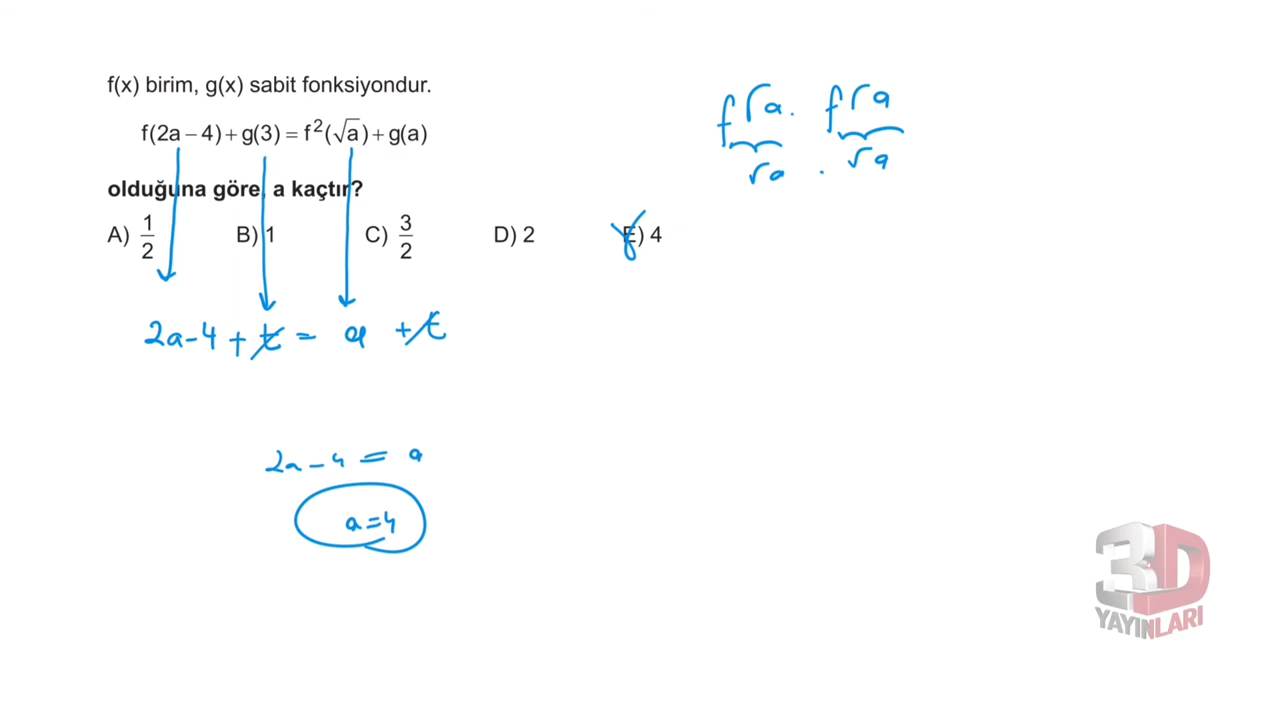 f(x) birim, g(x) sabit fonksiyondur.
f(2a – 4) + g(3) = f²(√a) + g(a)
olduğuna göre, a kaçtır?
A) 1/2 B) 1 C) 3/2 D) 2 E) 4
f√a . f√a
√a . √a
2a – 4 + t = a + t
2a – 4 = a
a = 4
3D
YAYINLARI